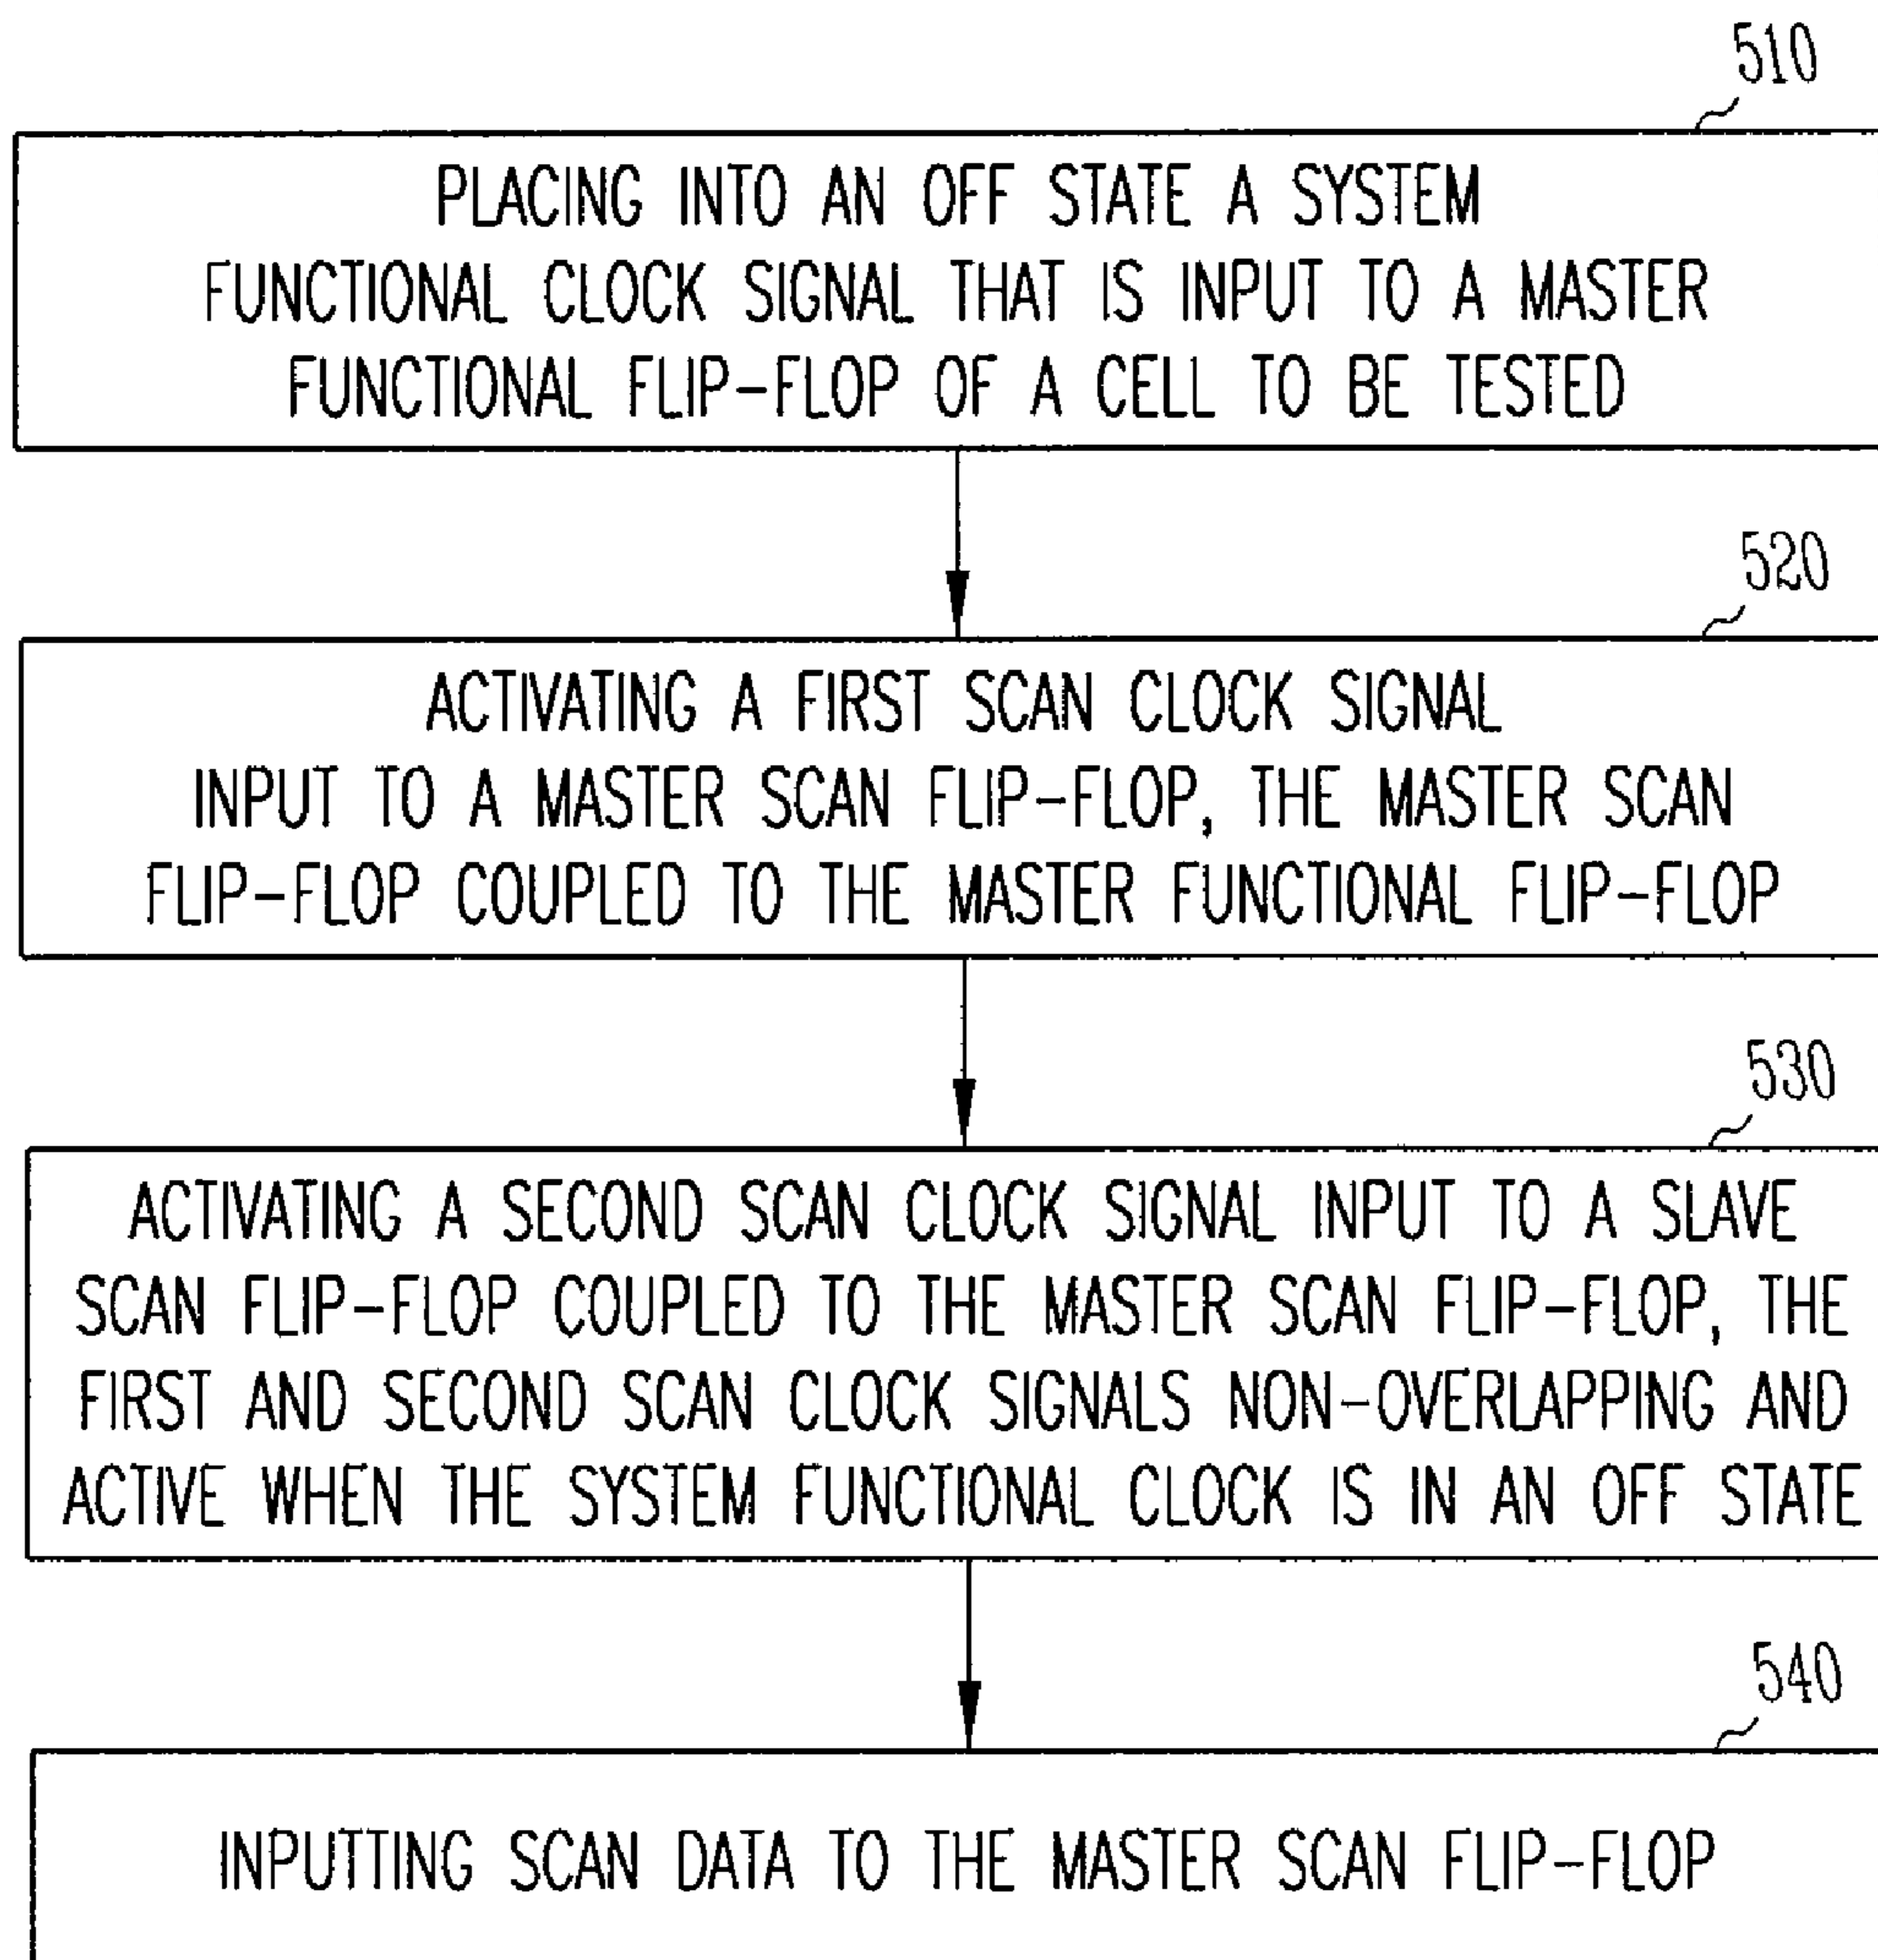 510
PLACING INTO AN OFF STATE A SYSTEM
FUNCTIONAL CLOCK SIGNAL THAT IS INPUT TO A MASTER
FUNCTIONAL FLIP-FLOP OF A CELL TO BE TESTED
520
ACTIVATING A FIRST SCAN CLOCK SIGNAL
INPUT TO A MASTER SCAN FLIP-FLOP, THE MASTER SCAN
FLIP-FLOP COUPLED TO THE MASTER FUNCTIONAL FLIP-FLOP
530
ACTIVATING A SECOND SCAN CLOCK SIGNAL INPUT TO A SLAVE
SCAN FLIP-FLOP COUPLED TO THE MASTER SCAN FLIP-FLOP, THE
FIRST AND SECOND SCAN CLOCK SIGNALS NON-OVERLAPPING AND
ACTIVE WHEN THE SYSTEM FUNCTIONAL CLOCK IS IN AN OFF STATE
540
INPUTTING SCAN DATA TO THE MASTER SCAN FLIP-FLOP